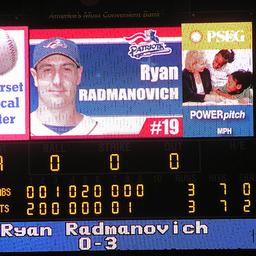 America's Most Convenient Bank
PATRIOTS
PSEG
Ryan
RADMANOVICH
#19
POWERpitch
MPH
erset
cal
ter
BALL STRIKE OUT
0 0 0
BS 0 0 1 0 2 0 0 0 0 3 7 0
TS 2 0 0 0 0 0 0 1 3 7 2
Ryan Radmanovich
0-3